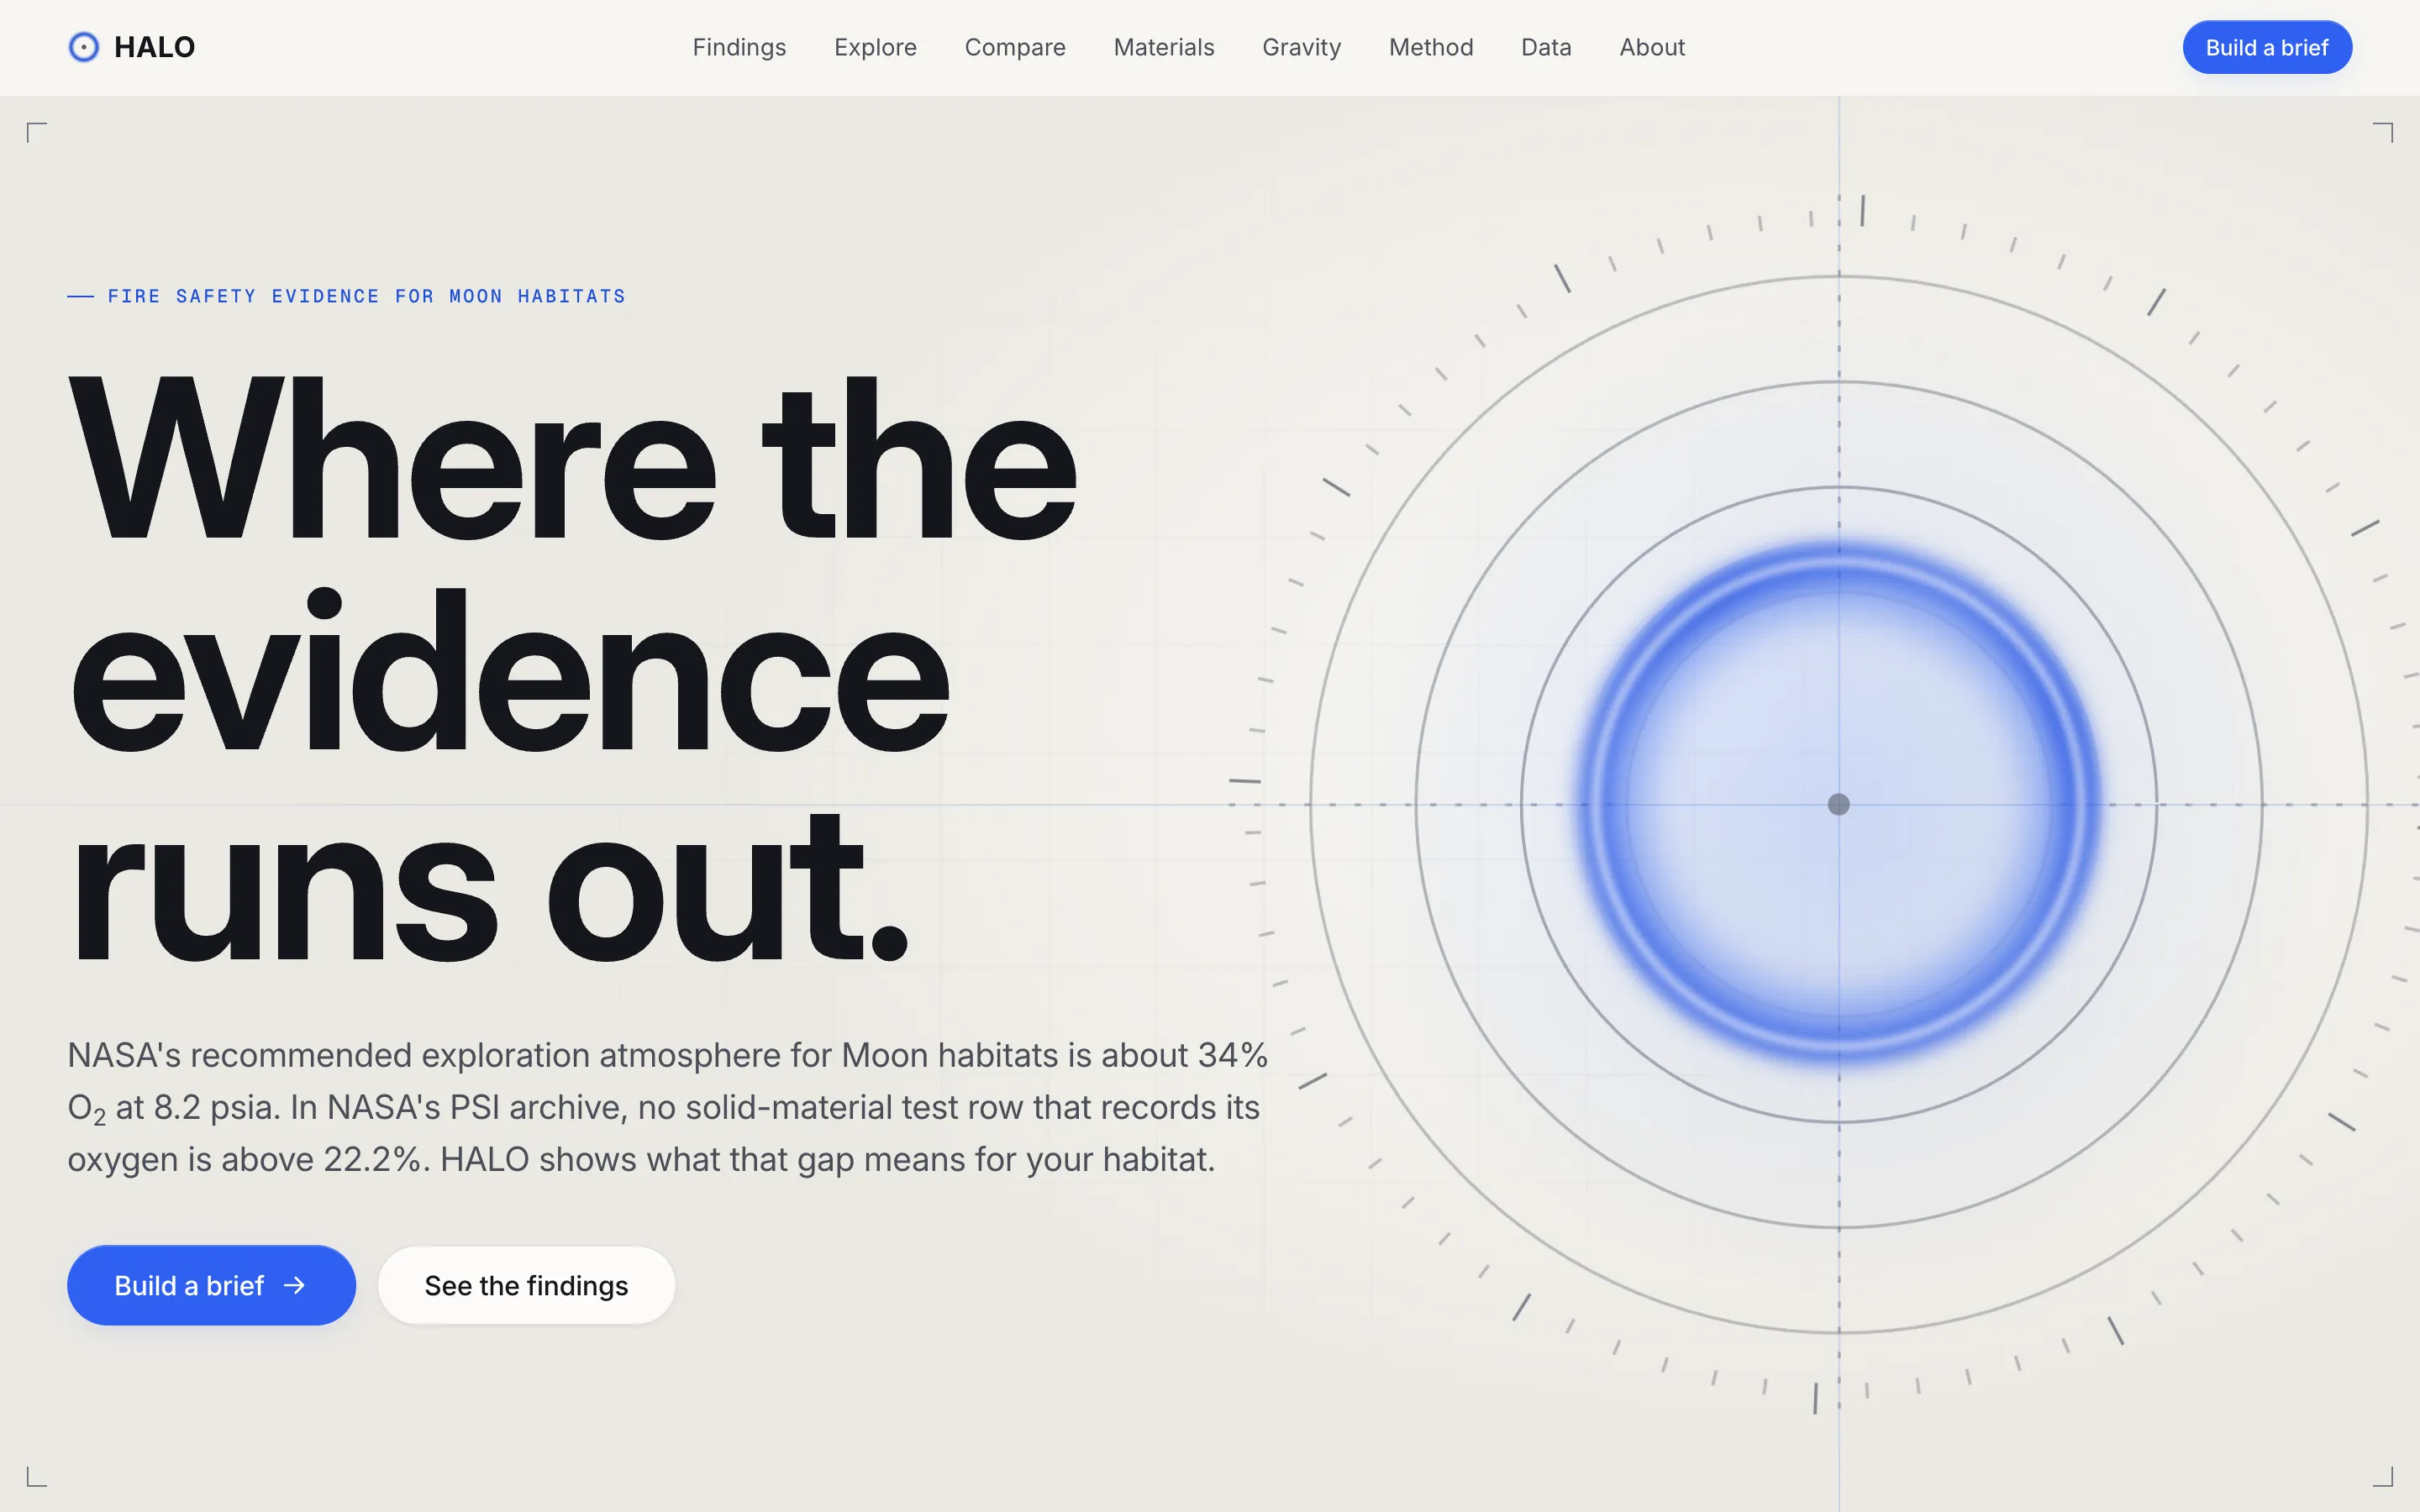 HALO
Findings
Explore
Compare
Materials
Gravity
Method
Data
About
Build a brief
FIRE SAFETY EVIDENCE FOR MOON HABITATS
Where the
evidence
runs out.
NASA's recommended exploration atmosphere for Moon habitats is about 34%
O₂ at 8.2 psia. In NASA's PSI archive, no solid-material test row that records its
oxygen is above 22.2%. HALO shows what that gap means for your habitat.
Build a brief →
See the findings